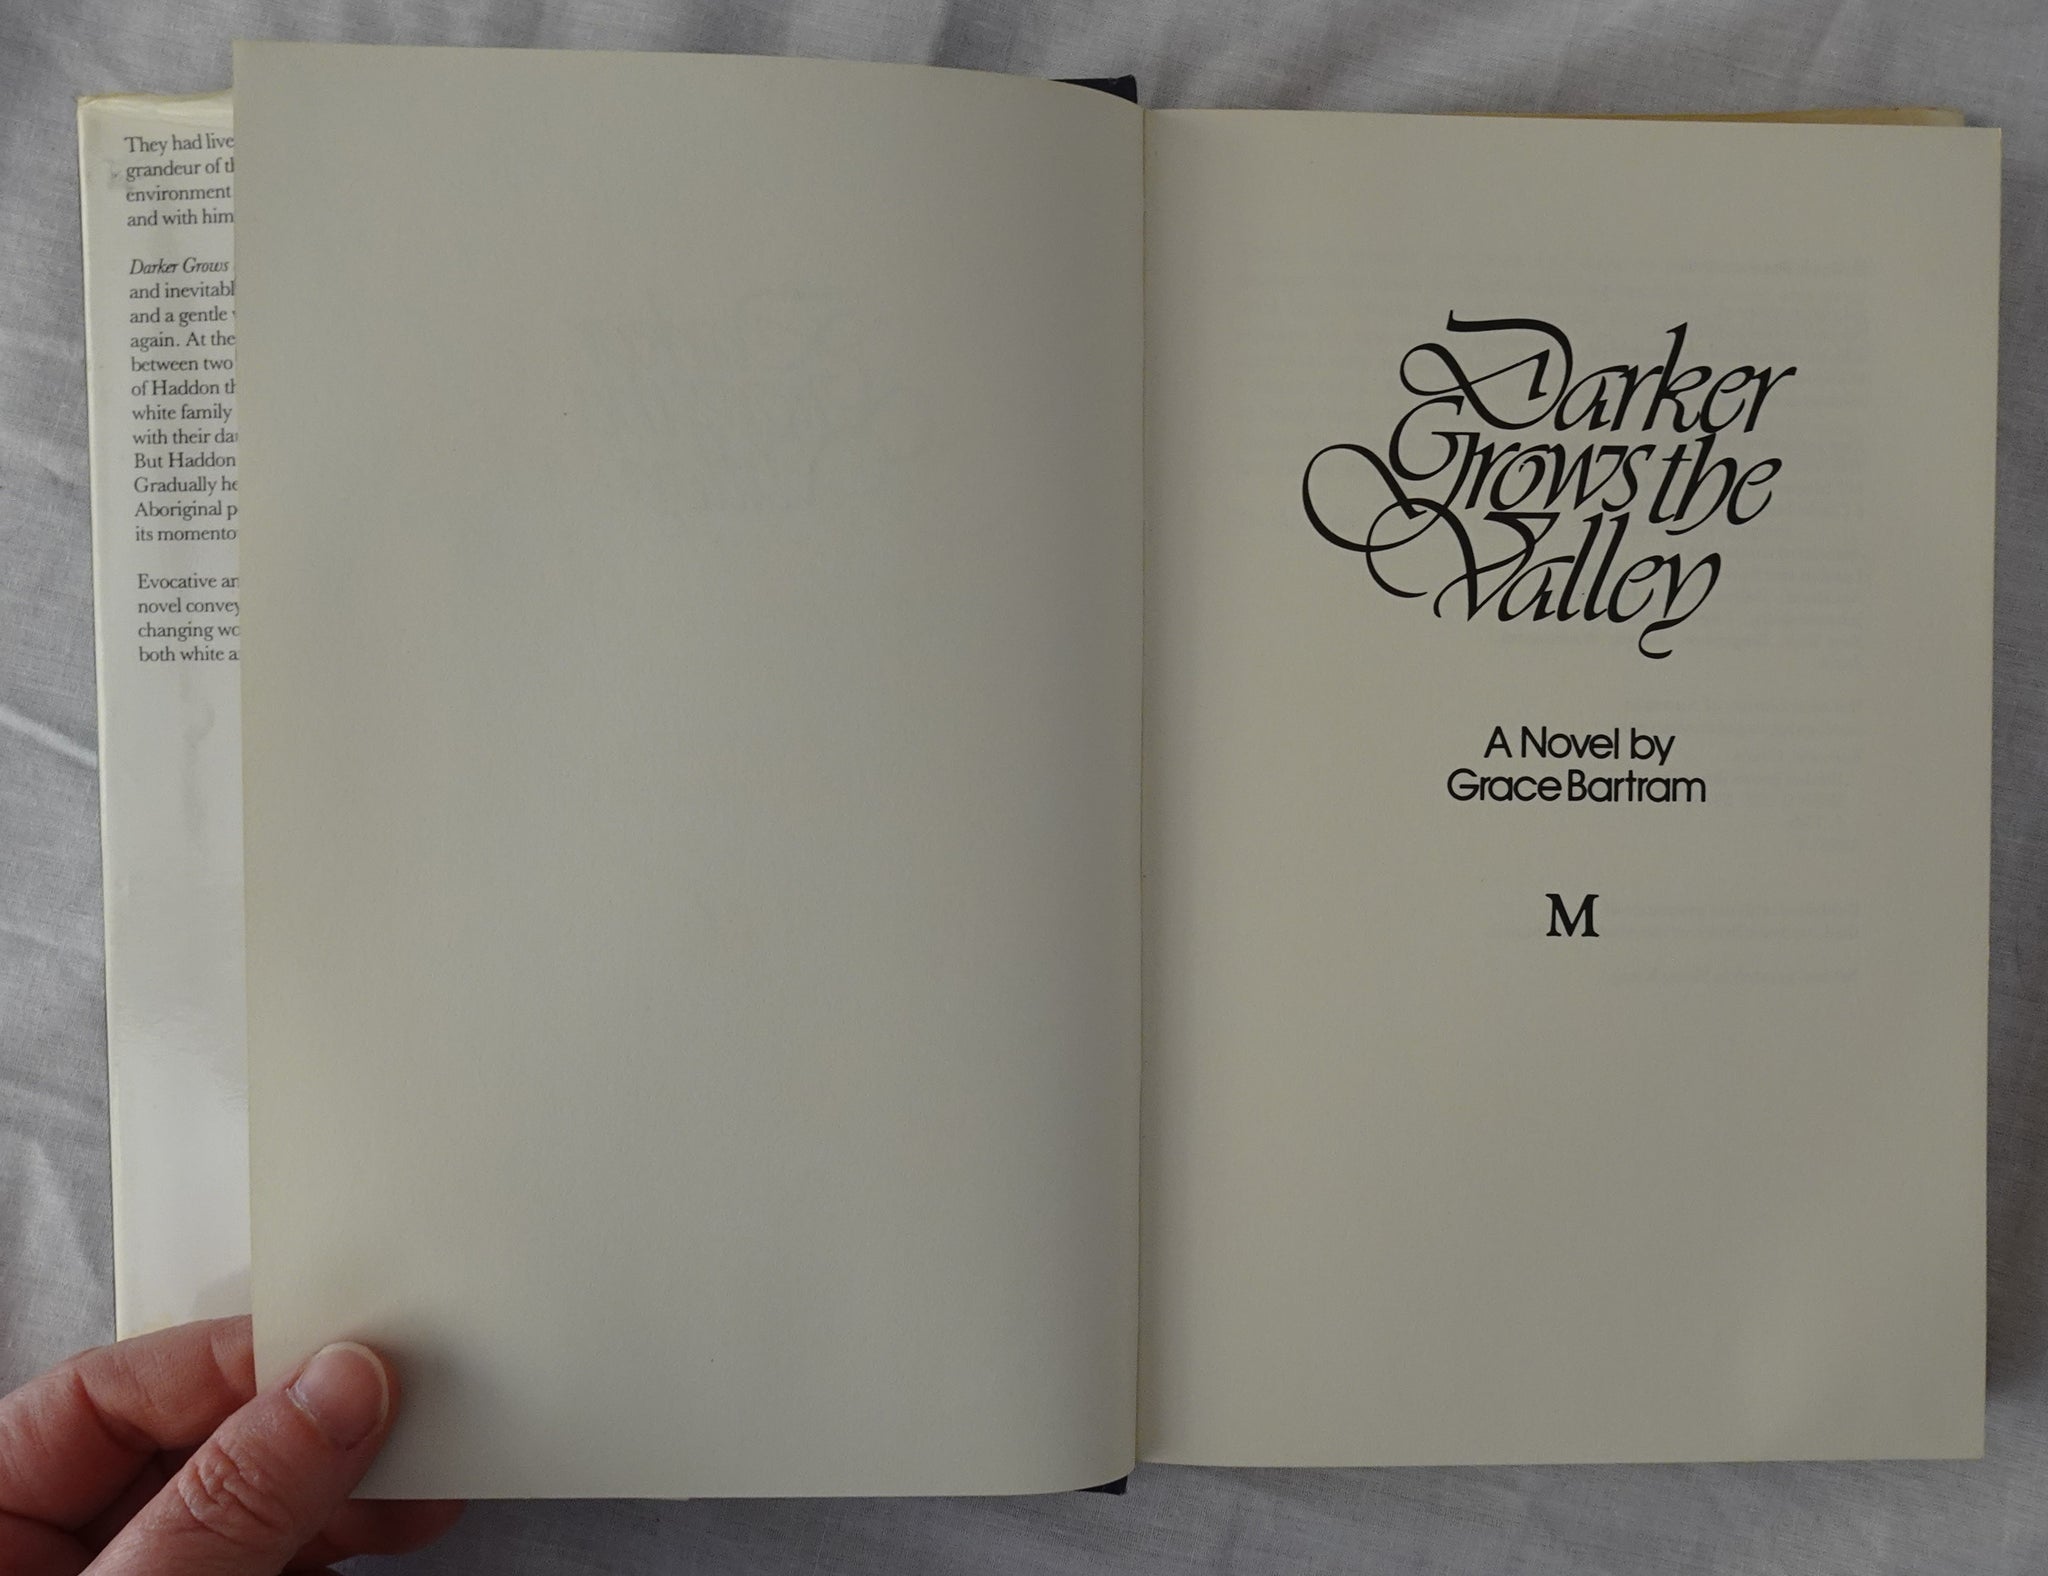 They had live
grandeur of th
environment
and with him
Darker Grows
and inevitabl
and a gentle
again. At the
between two
of Haddon th
white family
with their da
But Haddon
Gradually he
Aboriginal p
its momento
Evocative an
novel convey
changing wo
both white a
Darker
Grows the
Valley
A Novel by
Grace Bartram
M